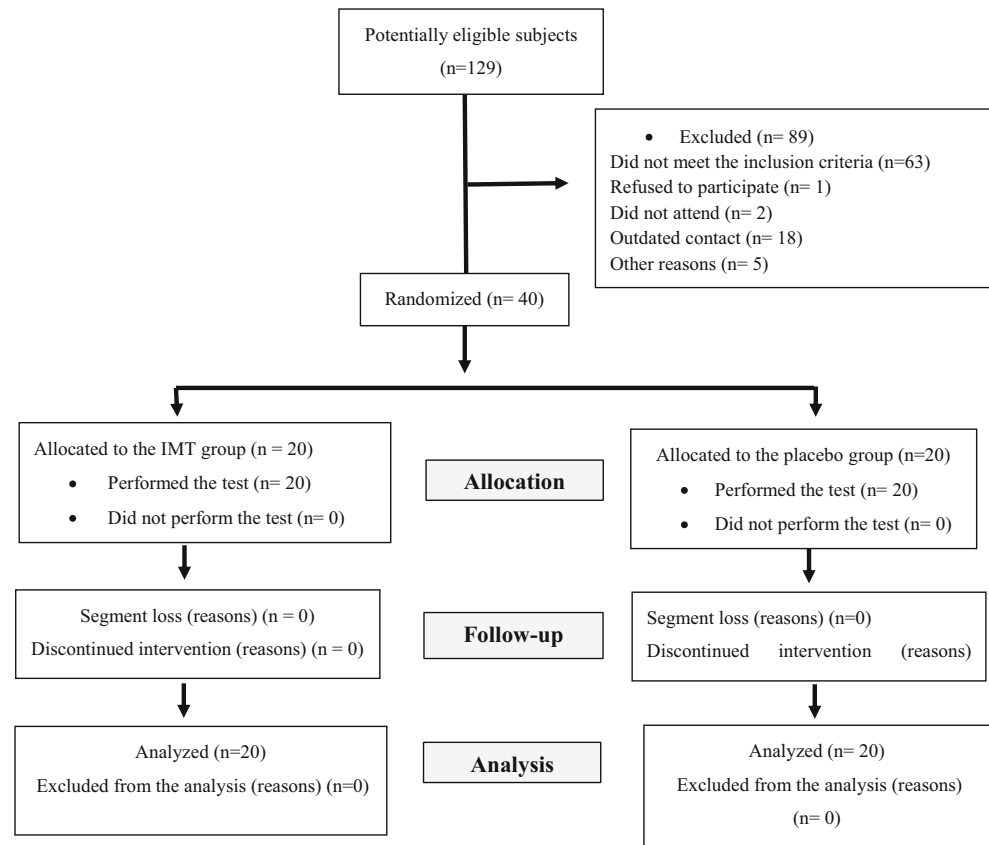 Potentially eligible subjects
(n=129)
• Excluded (n= 89)
Did not meet the inclusion criteria (n=63)
Refused to participate (n= 1)
Did not attend (n= 2)
Outdated contact (n= 18)
Other reasons (n= 5)
Randomized (n= 40)
Allocated to the IMT group (n = 20)
• Performed the test (n= 20)
• Did not perform the test (n= 0)
Allocation
Allocated to the placebo group (n=20)
• Performed the test (n= 20)
• Did not perform the test (n= 0)
Segment loss (reasons) (n = 0)
Discontinued intervention (reasons) (n = 0)
Follow-up
Segment loss (reasons) (n=0)
Discontinued intervention (reasons)
Analyzed (n=20)
Excluded from the analysis (reasons) (n=0)
Analysis
Analyzed (n= 20)
Excluded from the analysis (reasons)
(n= 0)